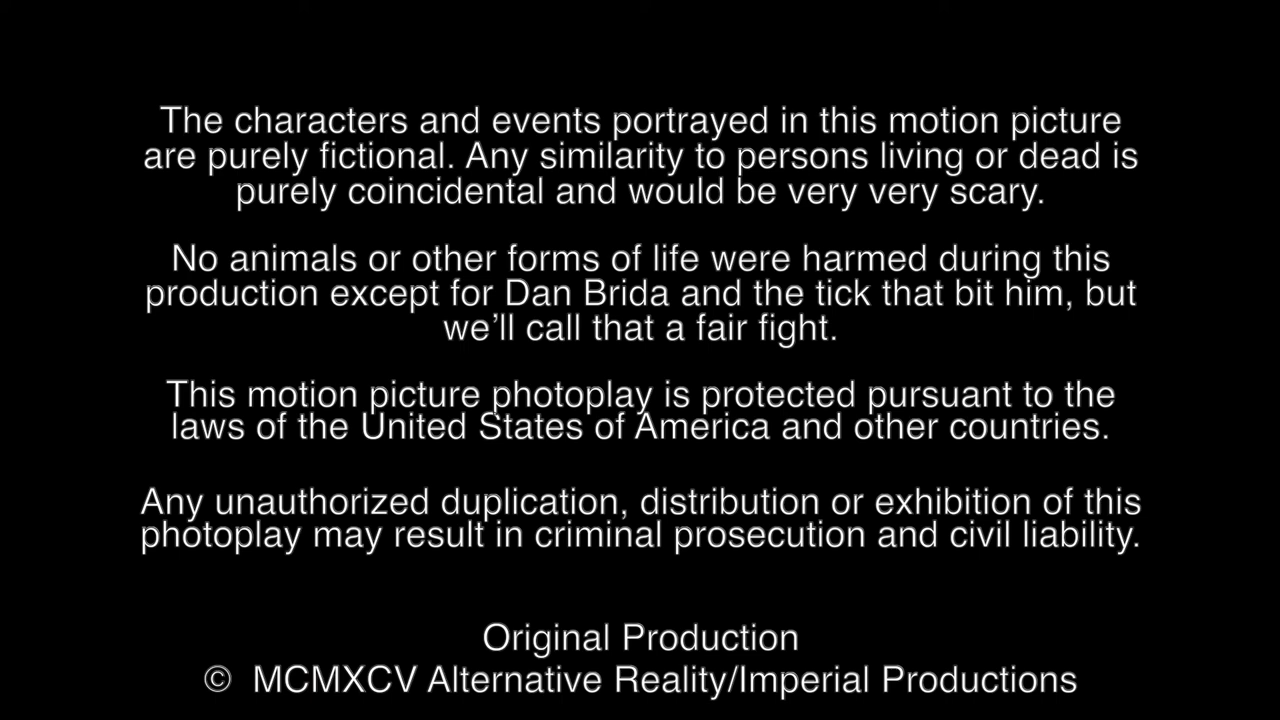 The characters and events portrayed in this motion picture
are purely fictional. Any similarity to persons living or dead is
purely coincidental and would be very very scary.
No animals or other forms of life were harmed during this
production except for Dan Brida and the tick that bit him, but
we’ll call that a fair fight.
This motion picture photoplay is protected pursuant to the
laws of the United States of America and other countries.
Any unauthorized duplication, distribution or exhibition of this
photoplay may result in criminal prosecution and civil liability.
Original Production
© MCMXCV Alternative Reality/Imperial Productions